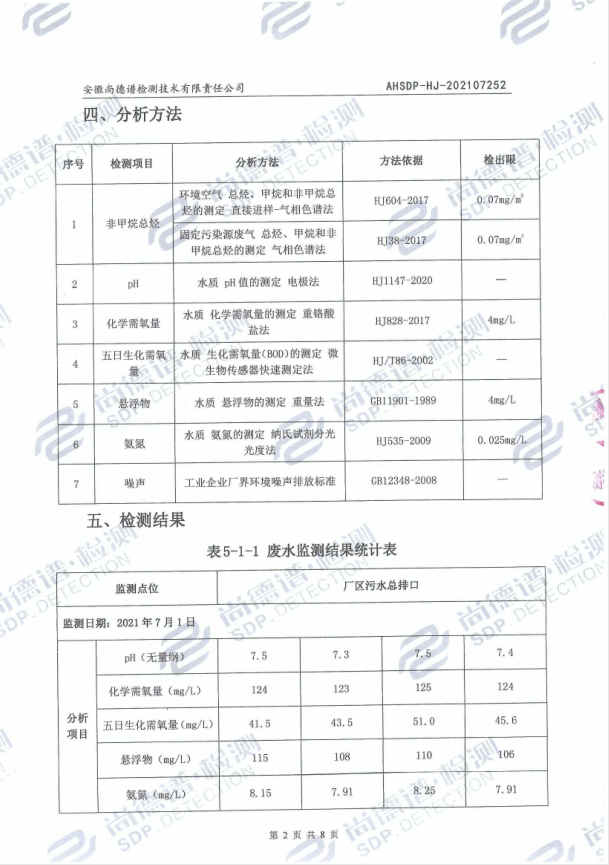 安徽尚德谱检测技术有限责任公司 AHSDP-HJ-202107252
四、分析方法
序号 检测项目 分析方法 方法依据 检出限
1 非甲烷总烃 环境空气 总烃、甲烷和非甲烷总
烃的测定 直接进样-气相色谱法 HJ604-2017 0.07mg/m³
固定污染源废气 总烃、甲烷和非
甲烷总烃的测定 气相色谱法 HJ38-2017 0.07mg/m³
2 pH 水质 pH 值的测定 电极法 HJ1147-2020 —
3 化学需氧量 水质 化学需氧量的测定 重铬酸
盐法 HJ828-2017 4mg/L
4 五日生化需氧
量 水质 生化需氧量(BOD)的测定 微
生物传感器快速测定法 HJ/T86-2002 —
5 悬浮物 水质 悬浮物的测定 重量法 GB11901-1989 4mg/L
6 氨氮 水质 氨氮的测定 纳氏试剂分光
光度法 HJ535-2009 0.025mg/L
7 噪声 工业企业厂界环境噪声排放标准 GB12348-2008 —
五、检测结果
表5-1-1 废水监测结果统计表
监测点位 厂区污水总排口
监测日期：2021 年 7 月 1 日
分析
项目
pH（无量纲） 7.5 7.3 7.5 7.4
化学需氧量（mg/L） 124 123 125 124
五日生化需氧量（mg/L） 41.5 43.5 51.0 45.6
悬浮物（mg/L） 115 108 110 106
氨氮（mg/L） 8.15 7.91 8.25 7.91
第 2 页 共 8 页
尚德谱·检测
SDP.DETECTION